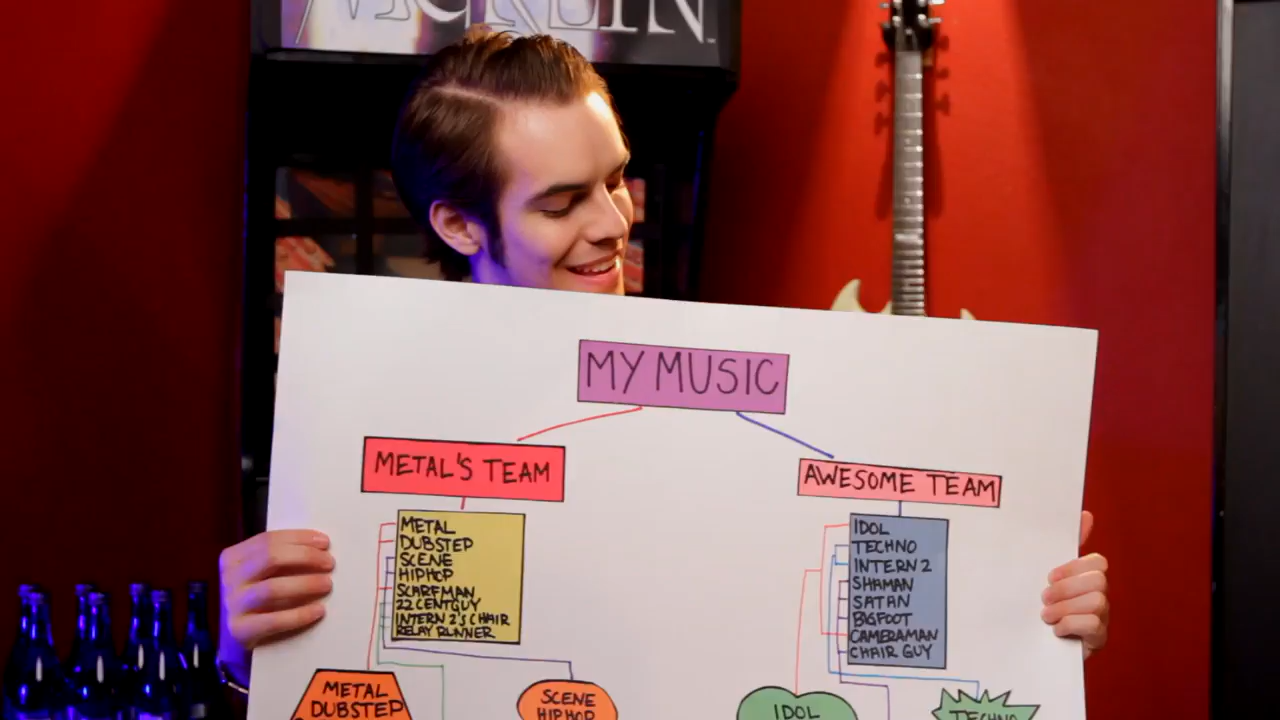 MY MUSIC
METAL'S TEAM
AWESOME TEAM
METAL
DUBSTEP
SCENE
HIPHOP
SCARFMAN
22 CENTGUY
INTERN 2'S CHAIR
RELAY RUNNER
IDOL
TECHNO
INTERN 2
SHAMAN
SATAN
BIGFOOT
CAMERAMAN
CHAIR GUY
METAL
DUBSTEP
SCENE
HIPHOP
IDOL
TECHNO